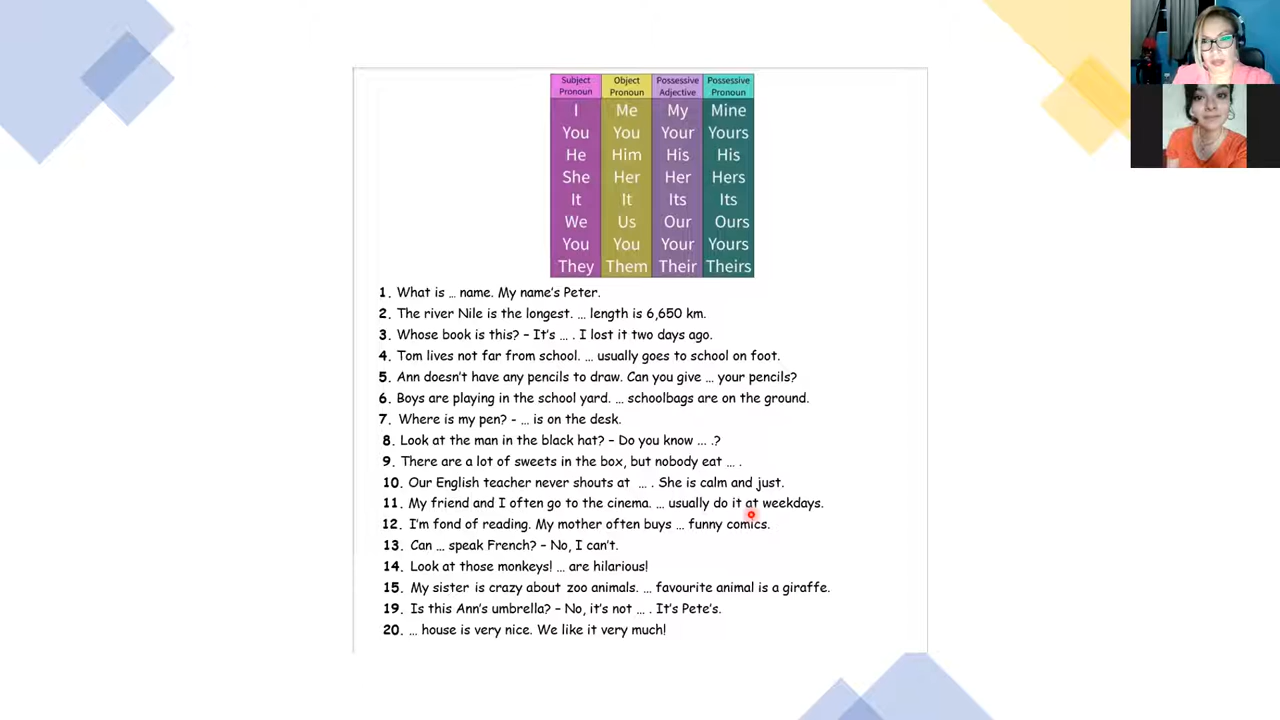 Subject Pronoun Object Pronoun Possessive Adjective Possessive Pronoun
I Me My Mine
You You Your Yours
He Him His His
She Her Her Hers
It It Its Its
We Us Our Ours
You You Your Yours
They Them Their Theirs
1. What is … name. My name's Peter.
2. The river Nile is the longest. … length is 6,650 km.
3. Whose book is this? – It's … . I lost it two days ago.
4. Tom lives not far from school. … usually goes to school on foot.
5. Ann doesn't have any pencils to draw. Can you give … your pencils?
6. Boys are playing in the school yard. … schoolbags are on the ground.
7. Where is my pen? - … is on the desk.
8. Look at the man in the black hat? – Do you know … .?
9. There are a lot of sweets in the box, but nobody eat … .
10. Our English teacher never shouts at … . She is calm and just.
11. My friend and I often go to the cinema. … usually do it at weekdays.
12. I'm fond of reading. My mother often buys … funny comics.
13. Can … speak French? – No, I can't.
14. Look at those monkeys! … are hilarious!
15. My sister is crazy about zoo animals. … favourite animal is a giraffe.
19. Is this Ann's umbrella? – No, it's not … . It's Pete's.
20. … house is very nice. We like it very much!